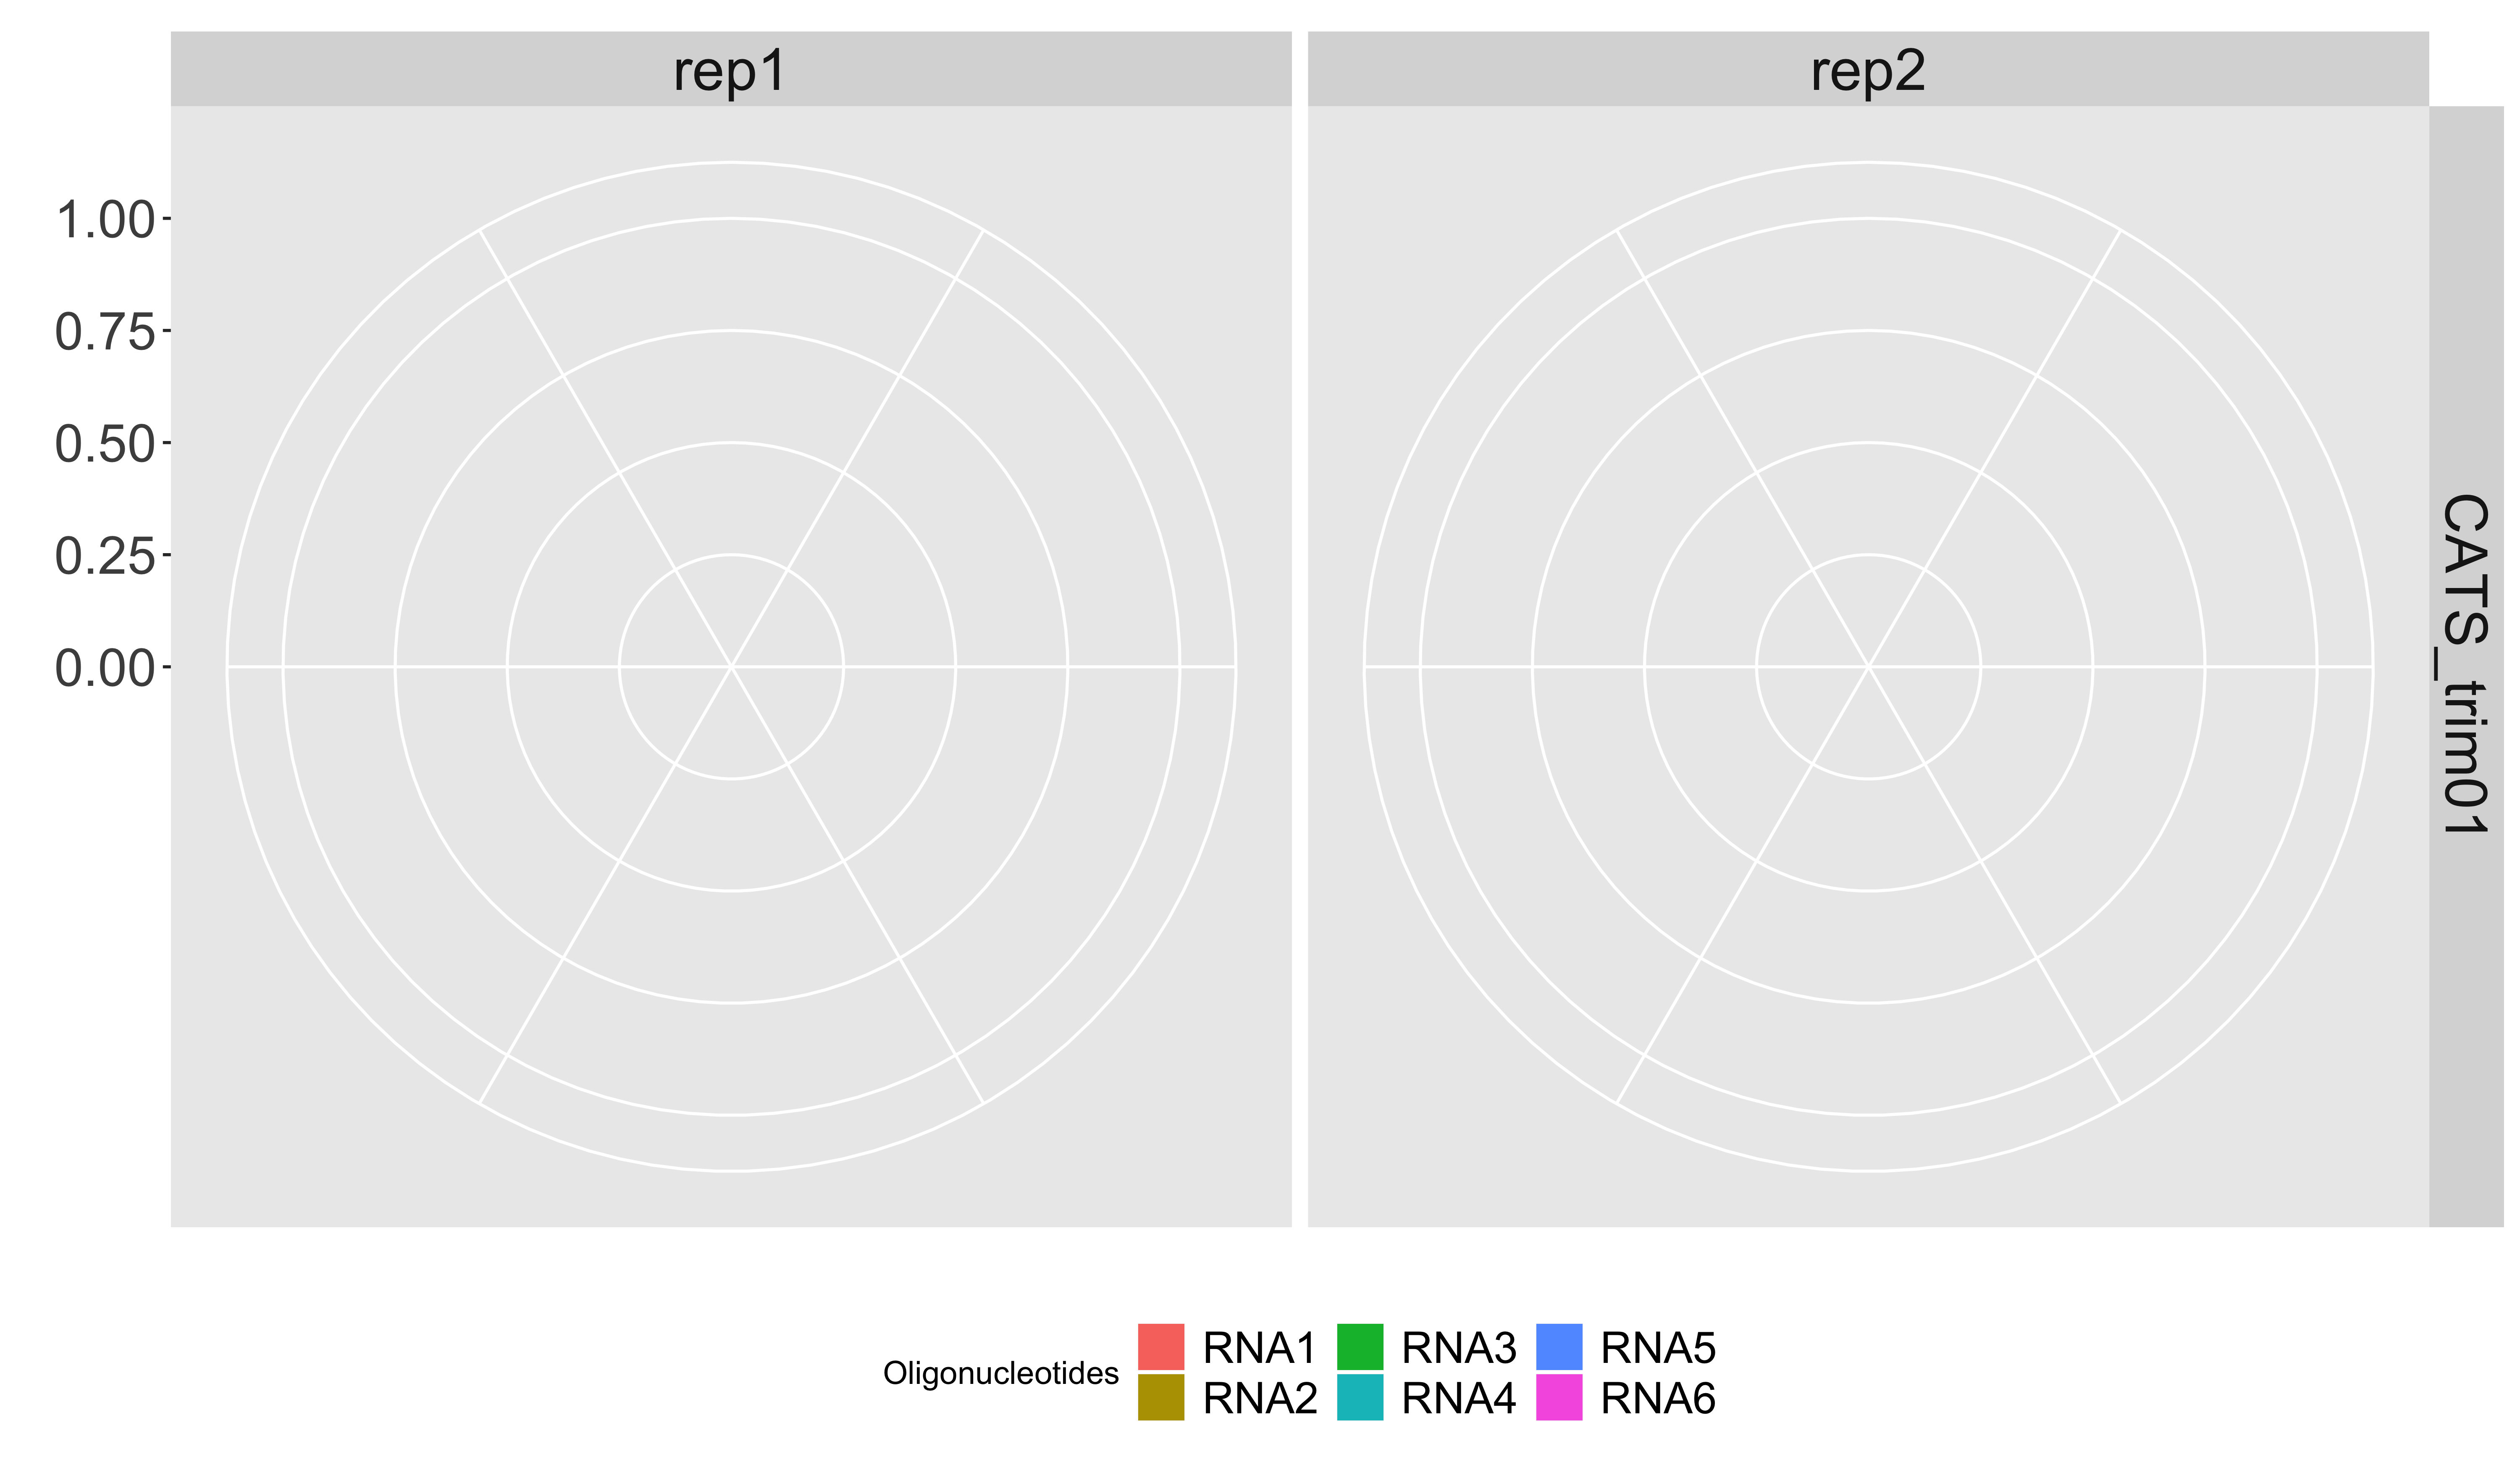 rep1
rep2
1.00
0.75
0.50
0.25
0.00
CATS_trim01
Oligonucleotides
RNA1
RNA3
RNA5
RNA2
RNA4
RNA6